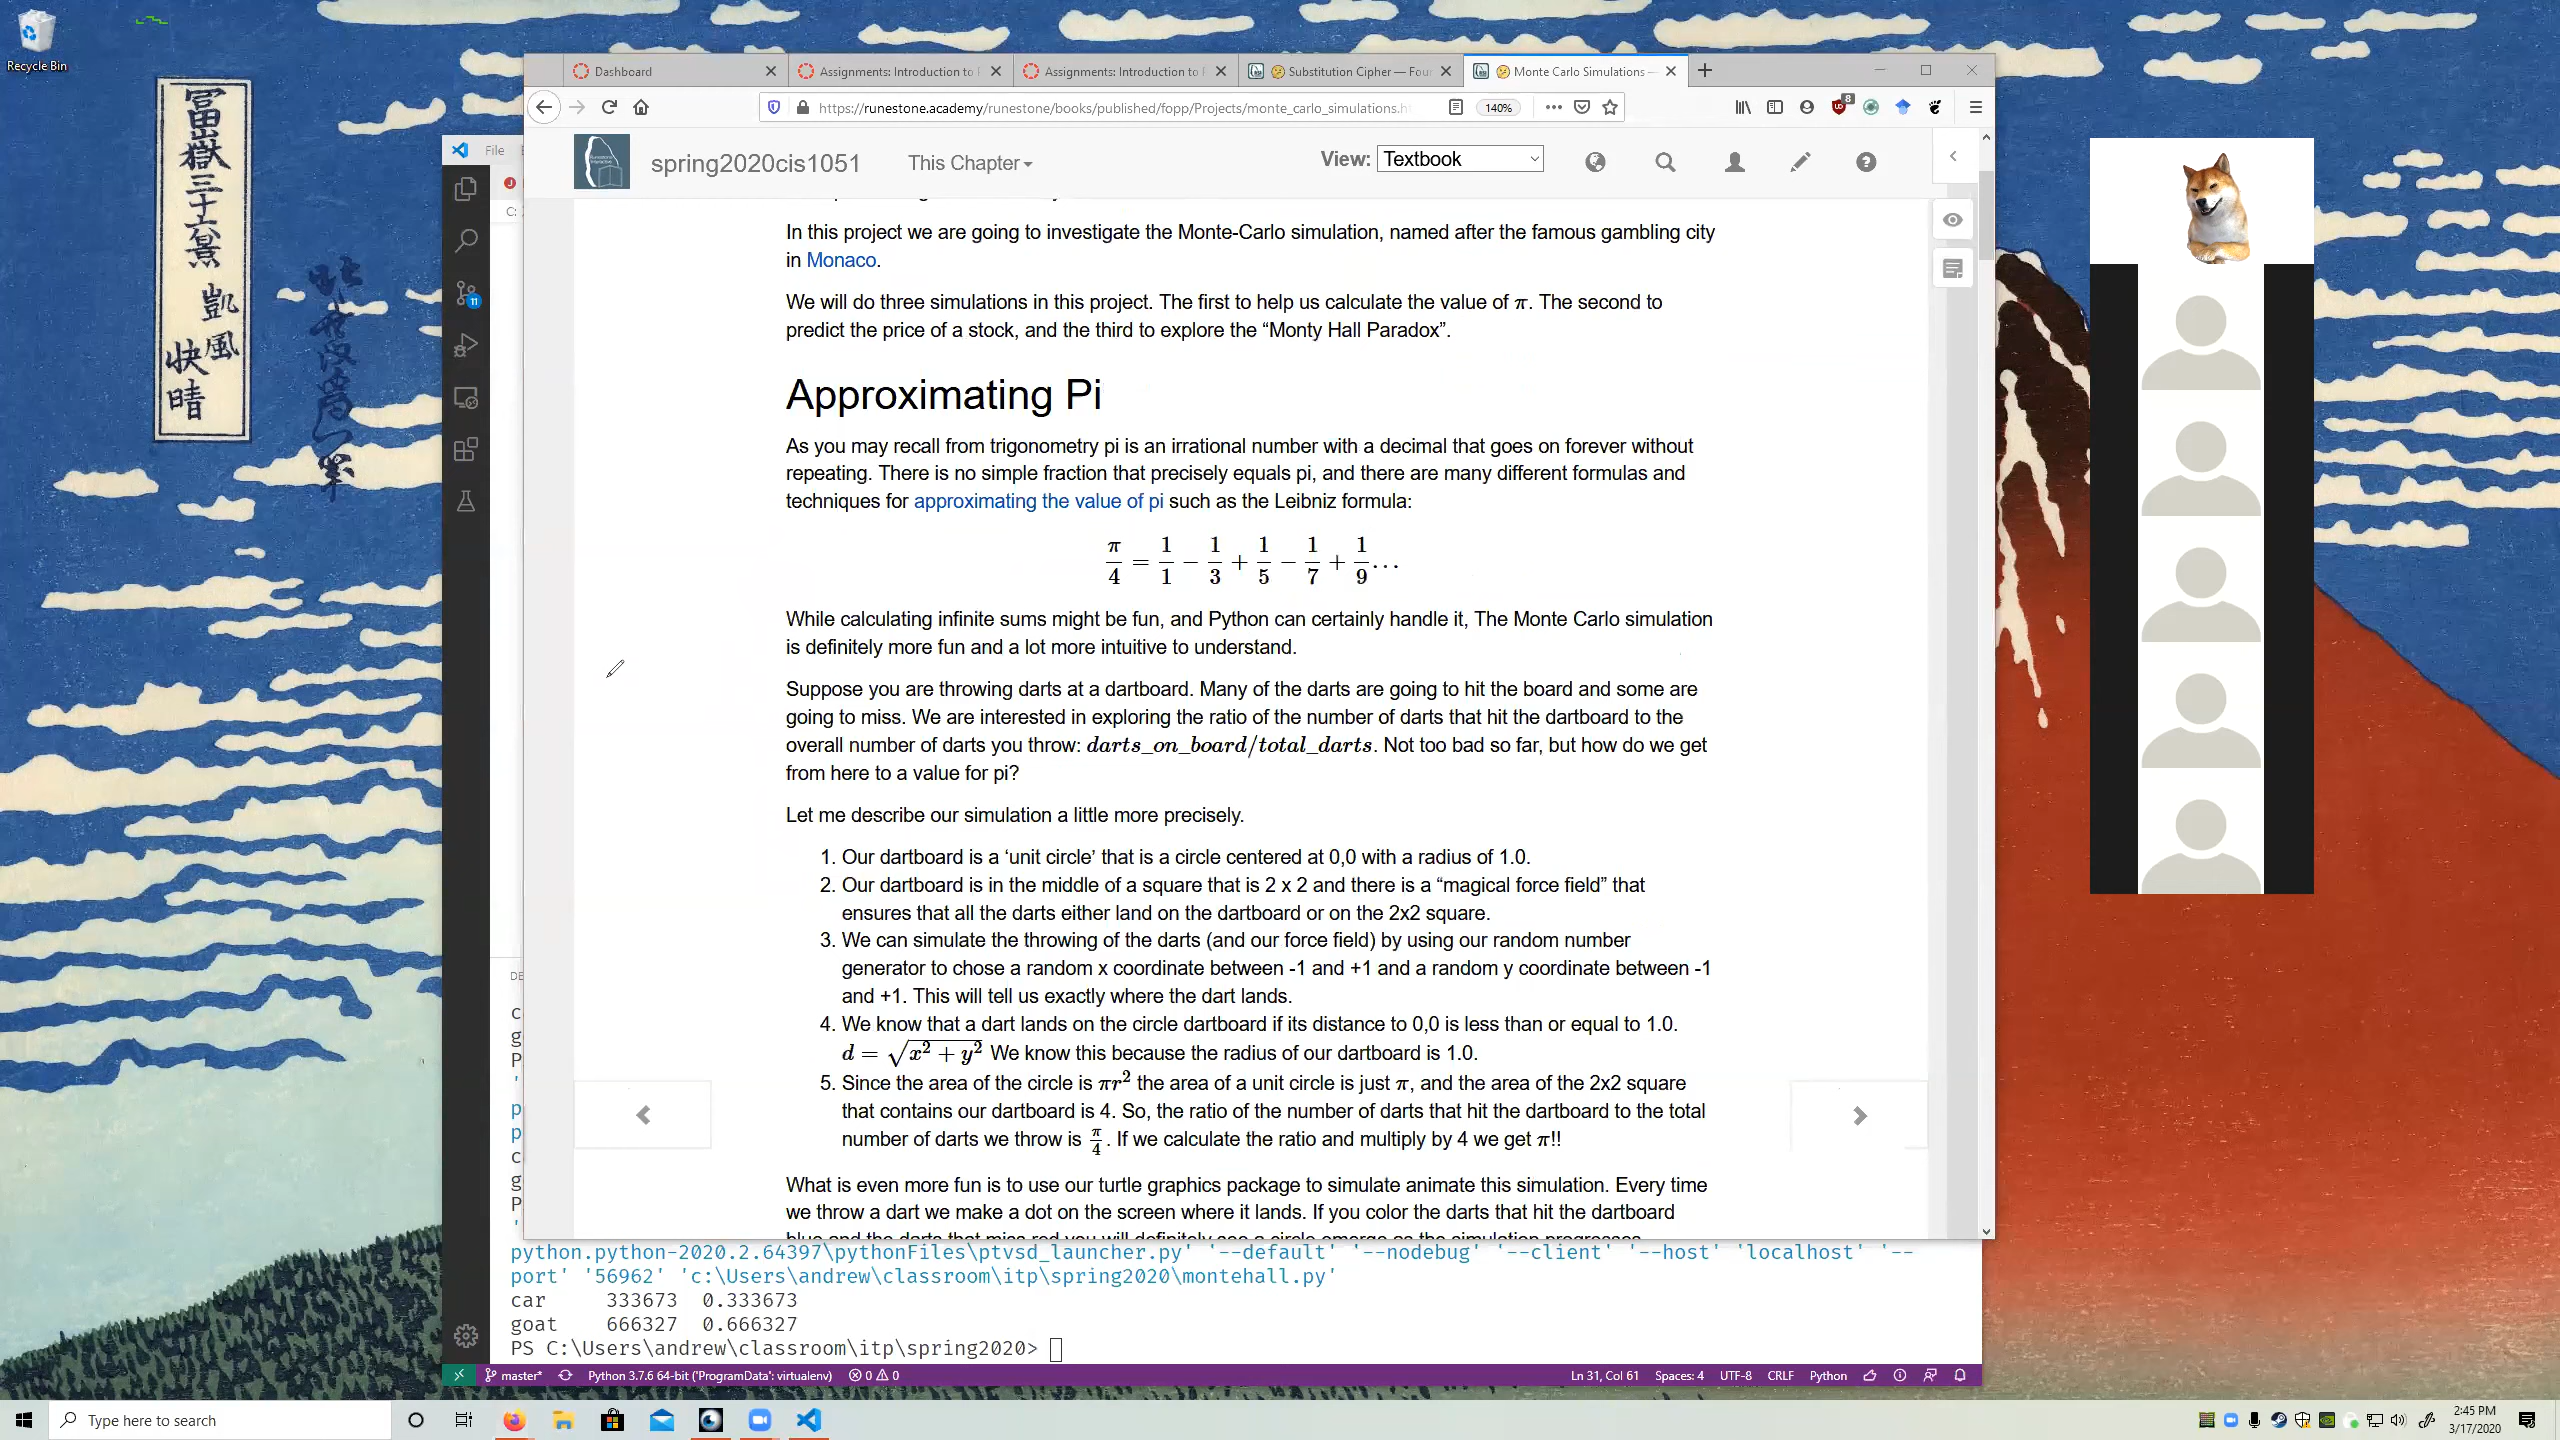 Recycle Bin
冨嶽三十六景
凱風
快晴
File
Dashboard
Assignments: Introduction to
Assignments: Introduction to
Substitution Cipher — Four
Monte Carlo Simulations —
https://runestone.academy/runestone/books/published/fopp/Projects/monte_carlo_simulations.h
140%
8
spring2020cis1051
This Chapter
View:
Textbook
In this project we are going to investigate the Monte-Carlo simulation, named after the famous gambling city
in Monaco.
We will do three simulations in this project. The first to help us calculate the value of π. The second to
predict the price of a stock, and the third to explore the “Monty Hall Paradox”.
Approximating Pi
As you may recall from trigonometry pi is an irrational number with a decimal that goes on forever without
repeating. There is no simple fraction that precisely equals pi, and there are many different formulas and
techniques for approximating the value of pi such as the Leibniz formula:
π/4 = 1/1 − 1/3 + 1/5 − 1/7 + 1/9 ...
While calculating infinite sums might be fun, and Python can certainly handle it, The Monte Carlo simulation
is definitely more fun and a lot more intuitive to understand.
Suppose you are throwing darts at a dartboard. Many of the darts are going to hit the board and some are
going to miss. We are interested in exploring the ratio of the number of darts that hit the dartboard to the
overall number of darts you throw: darts_on_board/total_darts. Not too bad so far, but how do we get
from here to a value for pi?
Let me describe our simulation a little more precisely.
1. Our dartboard is a ‘unit circle’ that is a circle centered at 0,0 with a radius of 1.0.
2. Our dartboard is in the middle of a square that is 2 x 2 and there is a “magical force field” that
ensures that all the darts either land on the dartboard or on the 2x2 square.
3. We can simulate the throwing of the darts (and our force field) by using our random number
generator to chose a random x coordinate between -1 and +1 and a random y coordinate between -1
and +1. This will tell us exactly where the dart lands.
4. We know that a dart lands on the circle dartboard if its distance to 0,0 is less than or equal to 1.0.
d = √x² + y² We know this because the radius of our dartboard is 1.0.
5. Since the area of the circle is πr² the area of a unit circle is just π, and the area of the 2x2 square
that contains our dartboard is 4. So, the ratio of the number of darts that hit the dartboard to the total
number of darts we throw is π/4. If we calculate the ratio and multiply by 4 we get π!!
What is even more fun is to use our turtle graphics package to simulate animate this simulation. Every time
we throw a dart we make a dot on the screen where it lands. If you color the darts that hit the dartboard
blue and the darts that miss red you will definitely see a circle emerge as the simulation progresses.
11
J
C:
DE
c
g
P
'
p
p
c
g
P
'
python.python-2020.2.64397\pythonFiles\ptvsd_launcher.py' '--default' '--nodebug' '--client' '--host' 'localhost' '--
port' '56962' 'c:\Users\andrew\classroom\itp\spring2020\montehall.py'
car 333673 0.333673
goat 666327 0.666327
PS C:\Users\andrew\classroom\itp\spring2020>
master*
Python 3.7.6 64-bit ('ProgramData': virtualenv)
0
0
Ln 31, Col 61
Spaces: 4
UTF-8
CRLF
Python
Type here to search
2:45 PM
3/17/2020